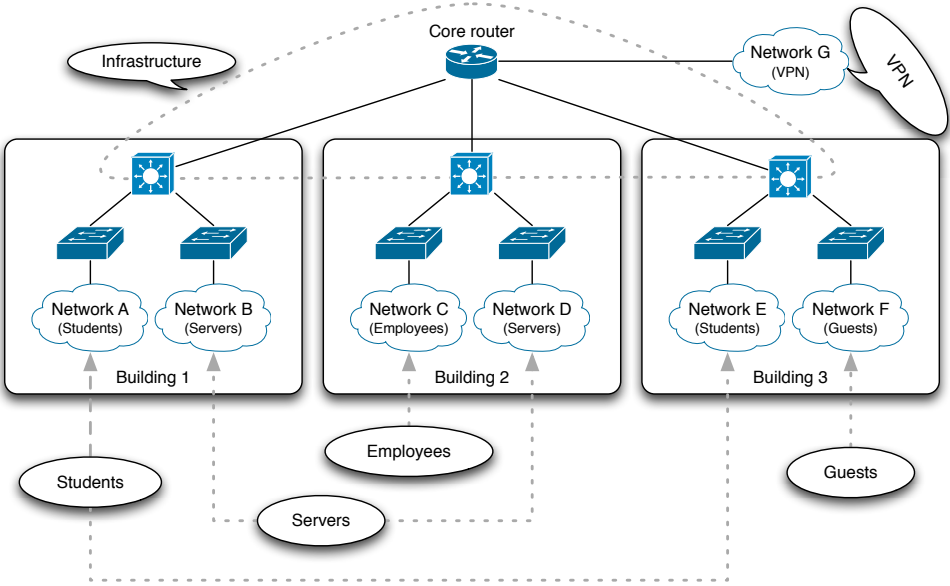 Core router
Infrastructure
Network G
(VPN)
VPN
Network A
(Students)
Network B
(Servers)
Network C
(Employees)
Network D
(Servers)
Network E
(Students)
Network F
(Guests)
Building 1
Building 2
Building 3
Employees
Students
Guests
Servers